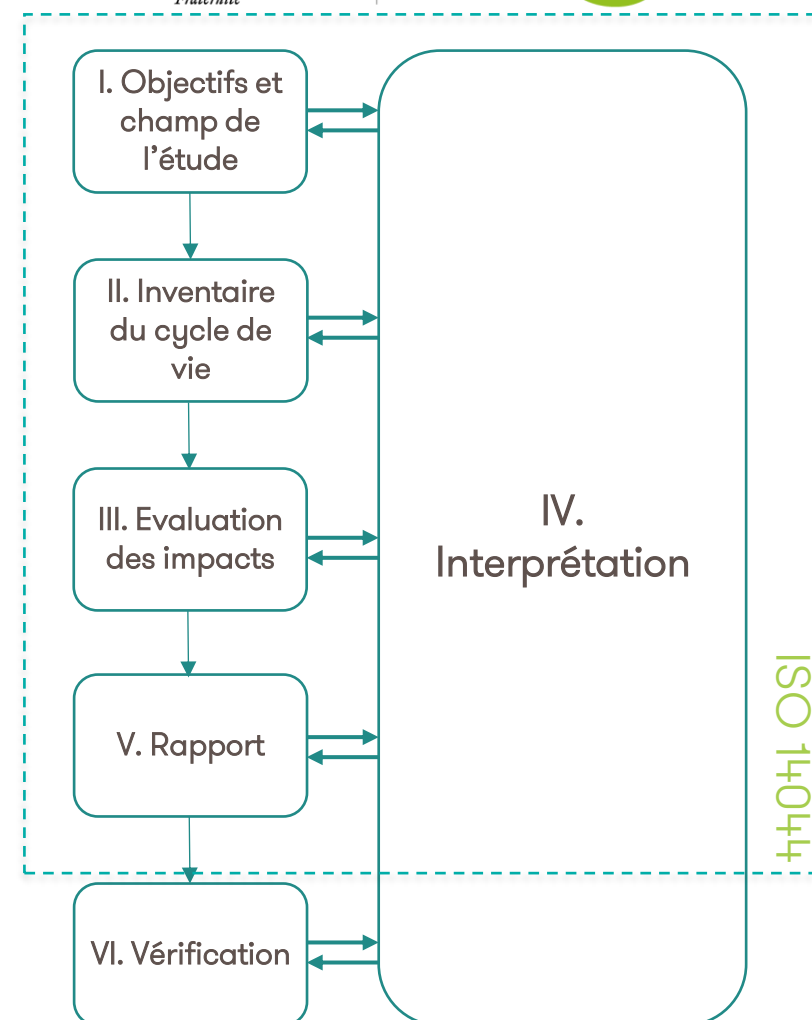 Fraternité
I. Objectifs et
champ de
l'étude
II. Inventaire
du cycle de
vie
III. Evaluation
des impacts
IV.
Interprétation
V. Rapport
VI. Vérification
ISO 14044